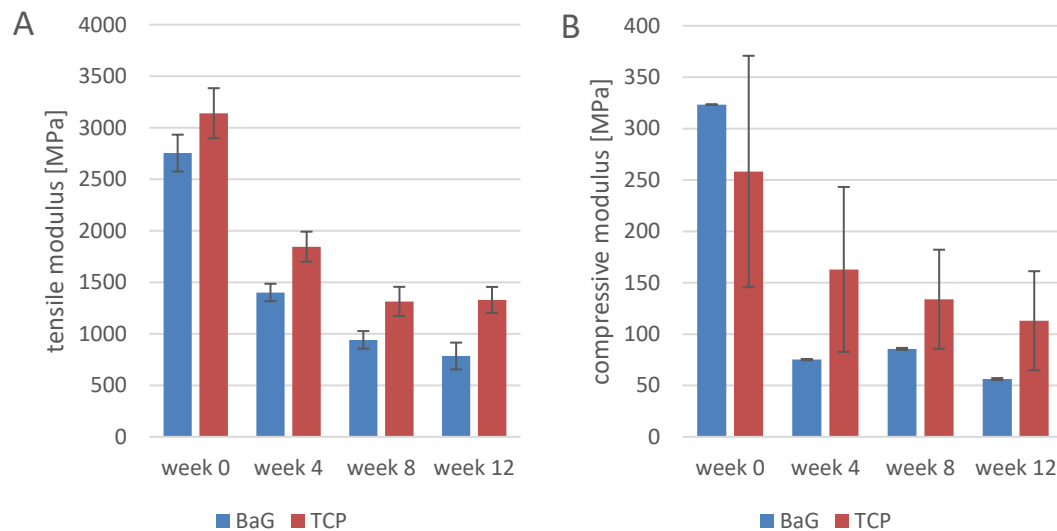 A
tensile modulus [MPa]
4000
3500
3000
2500
2000
1500
1000
500
0
week 0 week 4 week 8 week 12
BaG TCP
B
compressive modulus [MPa]
400
350
300
250
200
150
100
50
0
week 0 week 4 week 8 week 12
BaG TCP